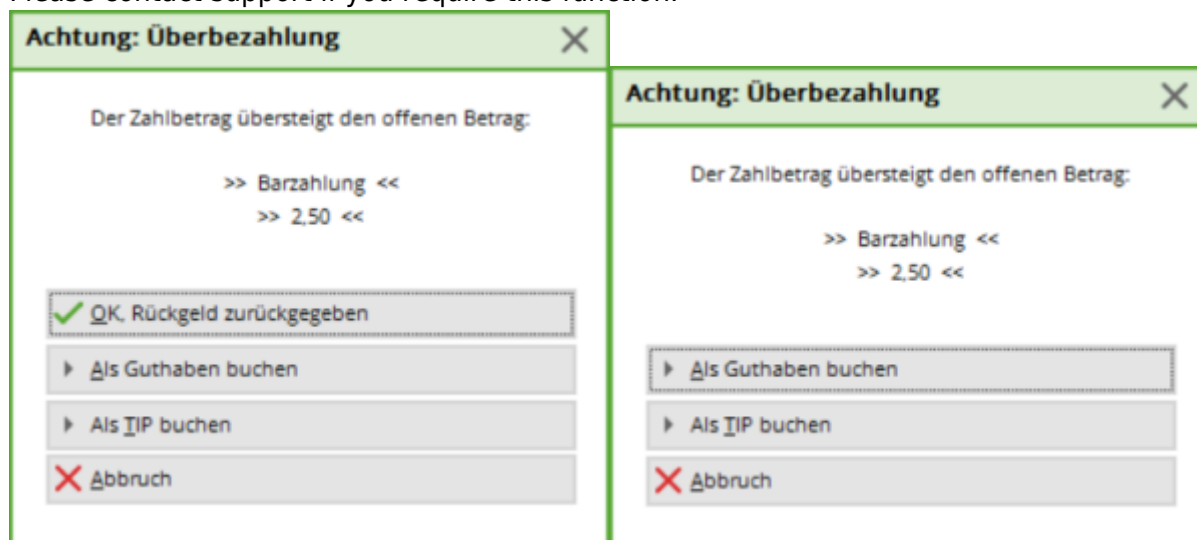 Please contact support if you require this function.
Achtung: Überbezahlung
Der Zahlbetrag übersteigt den offenen Betrag:
>> Barzahlung <<
>> 2,50 <<
OK, Rückgeld zurückgegeben
Als Guthaben buchen
Als TIP buchen
Abbruch
Achtung: Überbezahlung
Der Zahlbetrag übersteigt den offenen Betrag:
>> Barzahlung <<
>> 2,50 <<
Als Guthaben buchen
Als TIP buchen
Abbruch